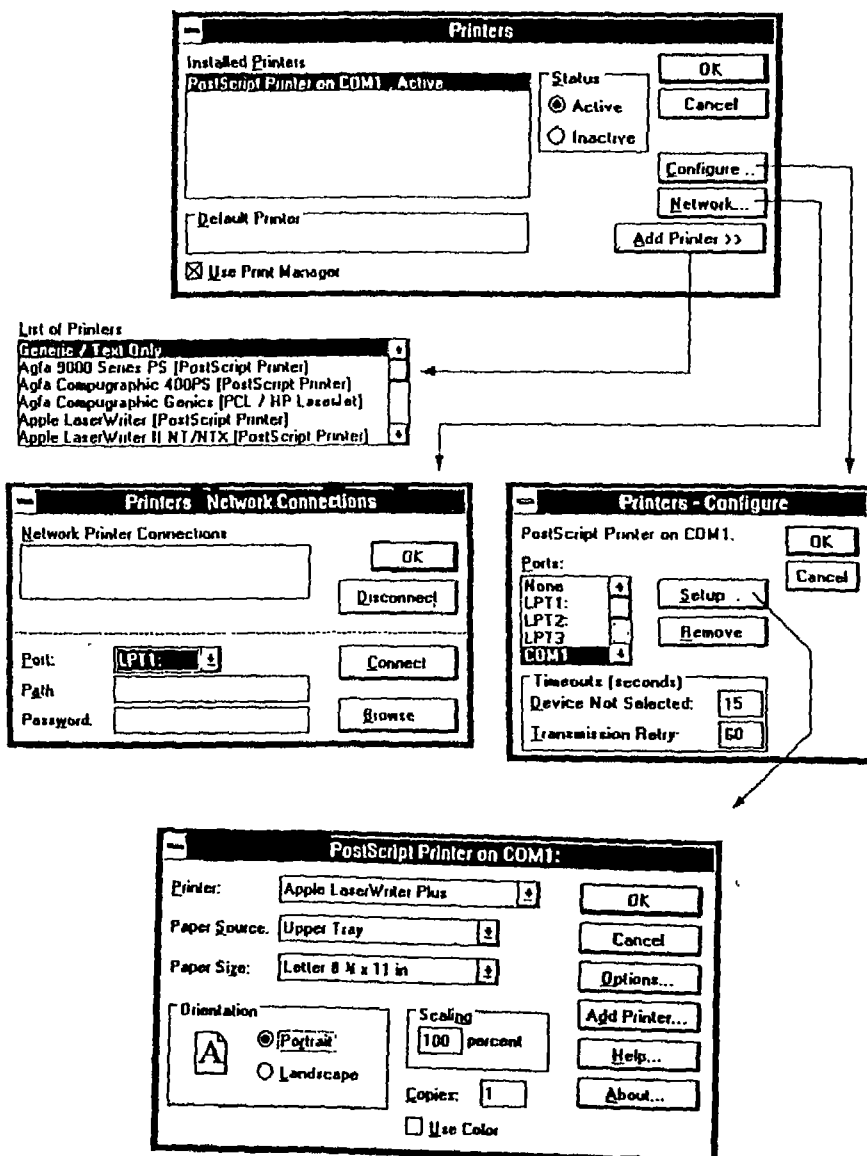 Printers
Installed Printers
PostScript Printer on COM1 , Active
Status
Active
Inactive
OK
Cancel
Configure ..
Network...
Add Printer >>
Default Printer
Use Print Manager
List of Printers
Generic / Text Only
Agfa 9000 Series PS [PostScript Printer]
Agfa Compugraphic 400PS [PostScript Printer]
Agfa Compugraphic Genics [PCL / HP LaserJet]
Apple LaserWriter [PostScript Printer]
Apple LaserWriter II NT/NTX [PostScript Printer]
Printers Network Connections
Network Printer Connections
OK
Disconnect
Port:
LPT1:
Connect
Path
Password.
Browse
Printers - Configure
PostScript Printer on COM1.
OK
Cancel
Ports:
None
LPT1:
LPT2:
LPT3
COM1
Setup .
Remove
Timeouts (seconds)
Device Not Selected: 15
Transmission Retry: 60
PostScript Printer on COM1:
Printer: Apple LaserWriter Plus
OK
Paper Source. Upper Tray
Cancel
Paper Size: Letter 8 ½ x 11 in
Options...
Orientation
A
Portrait
Landscape
Scaling
100 percent
Add Printer...
Help...
Copies: 1
About...
Use Color